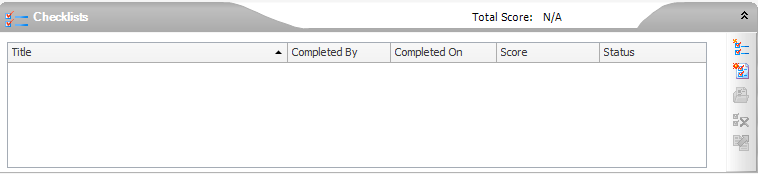 Checklists Total Score: N/A
Title Completed By Completed On Score Status